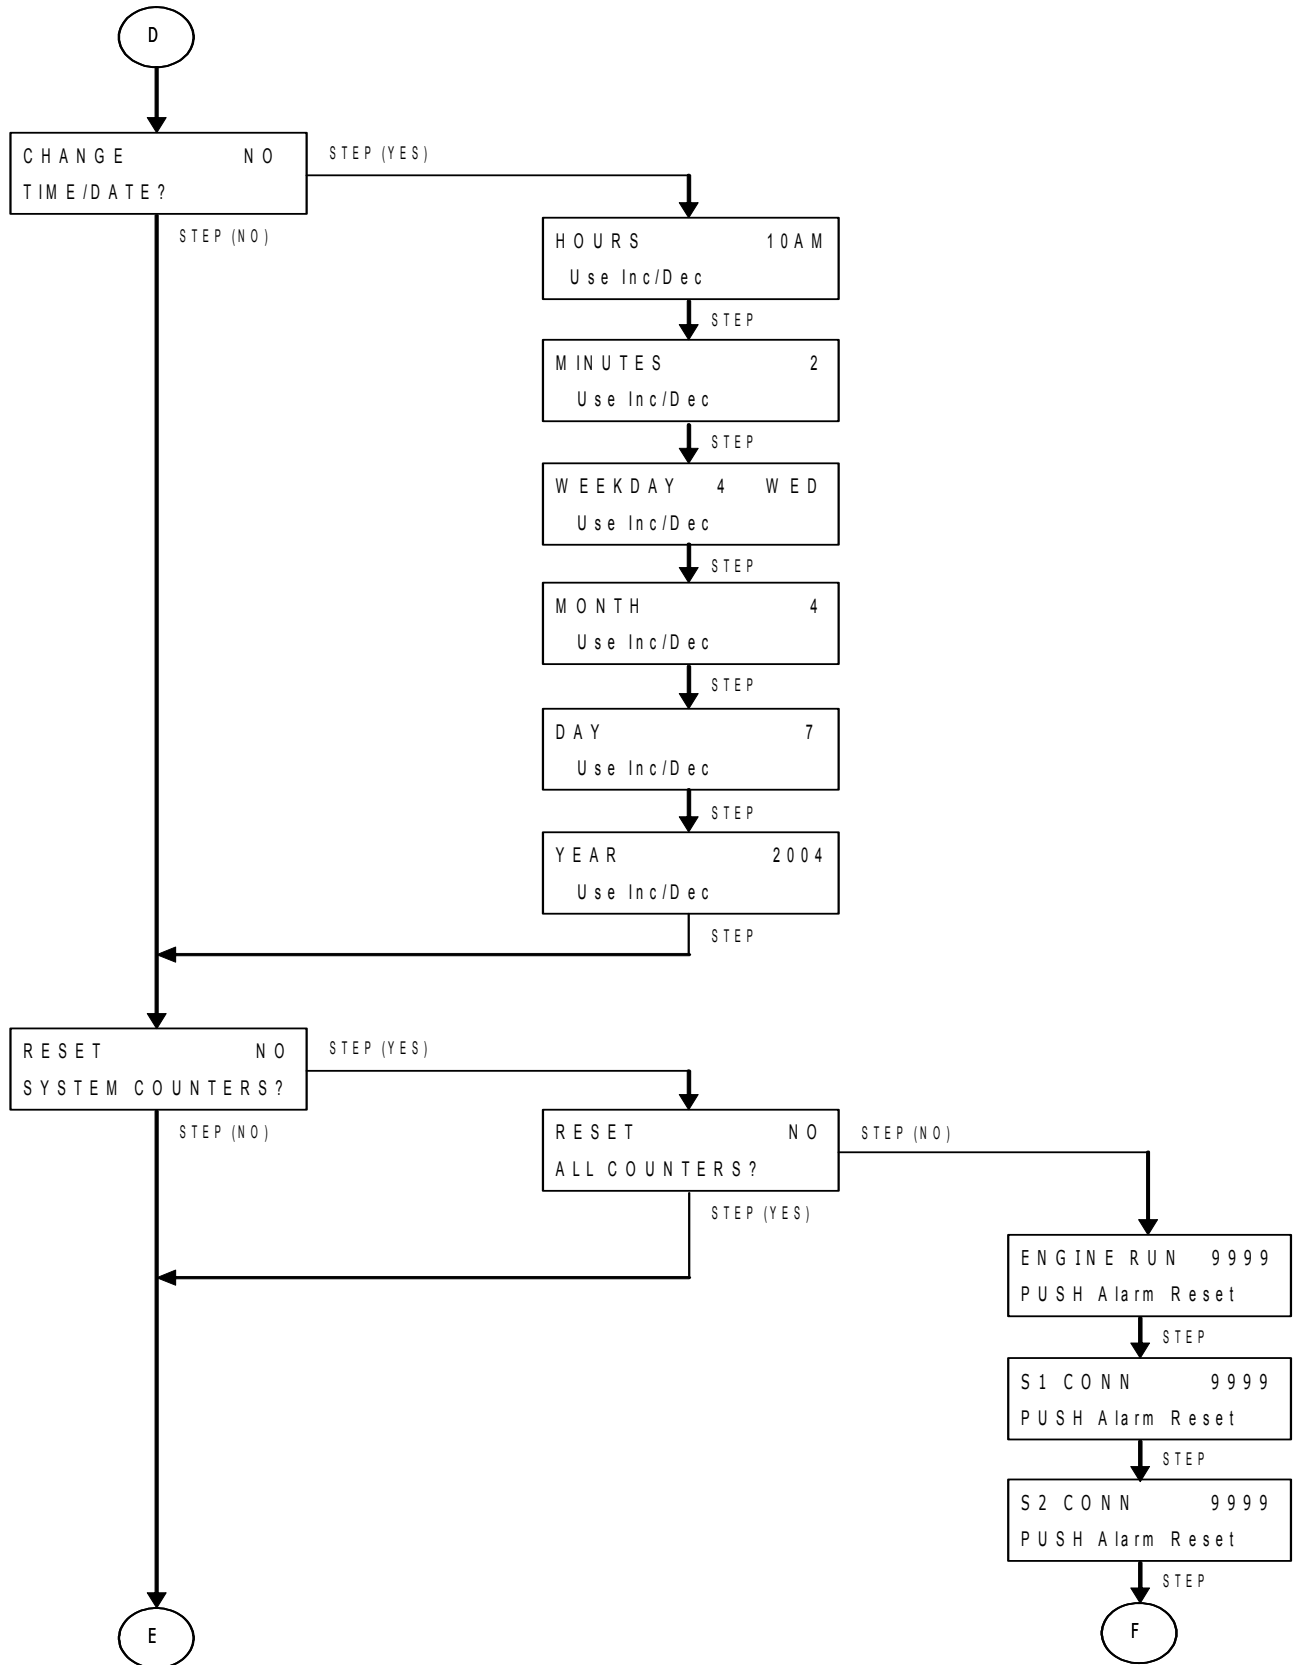 D
CHANGE NO
TIME/DATE?
STEP (YES)
STEP (NO)
HOURS 10AM
Use Inc/Dec
STEP
MINUTES 2
Use Inc/Dec
STEP
WEEKDAY 4 WED
Use Inc/Dec
STEP
MONTH 4
Use Inc/Dec
STEP
DAY 7
Use Inc/Dec
STEP
YEAR 2004
Use Inc/Dec
STEP
RESET NO
SYSTEM COUNTERS?
STEP (YES)
STEP (NO)
RESET NO
ALL COUNTERS?
STEP (NO)
STEP (YES)
ENGINE RUN 9999
PUSH Alarm Reset
STEP
S1 CONN 9999
PUSH Alarm Reset
STEP
S2 CONN 9999
PUSH Alarm Reset
STEP
E
F